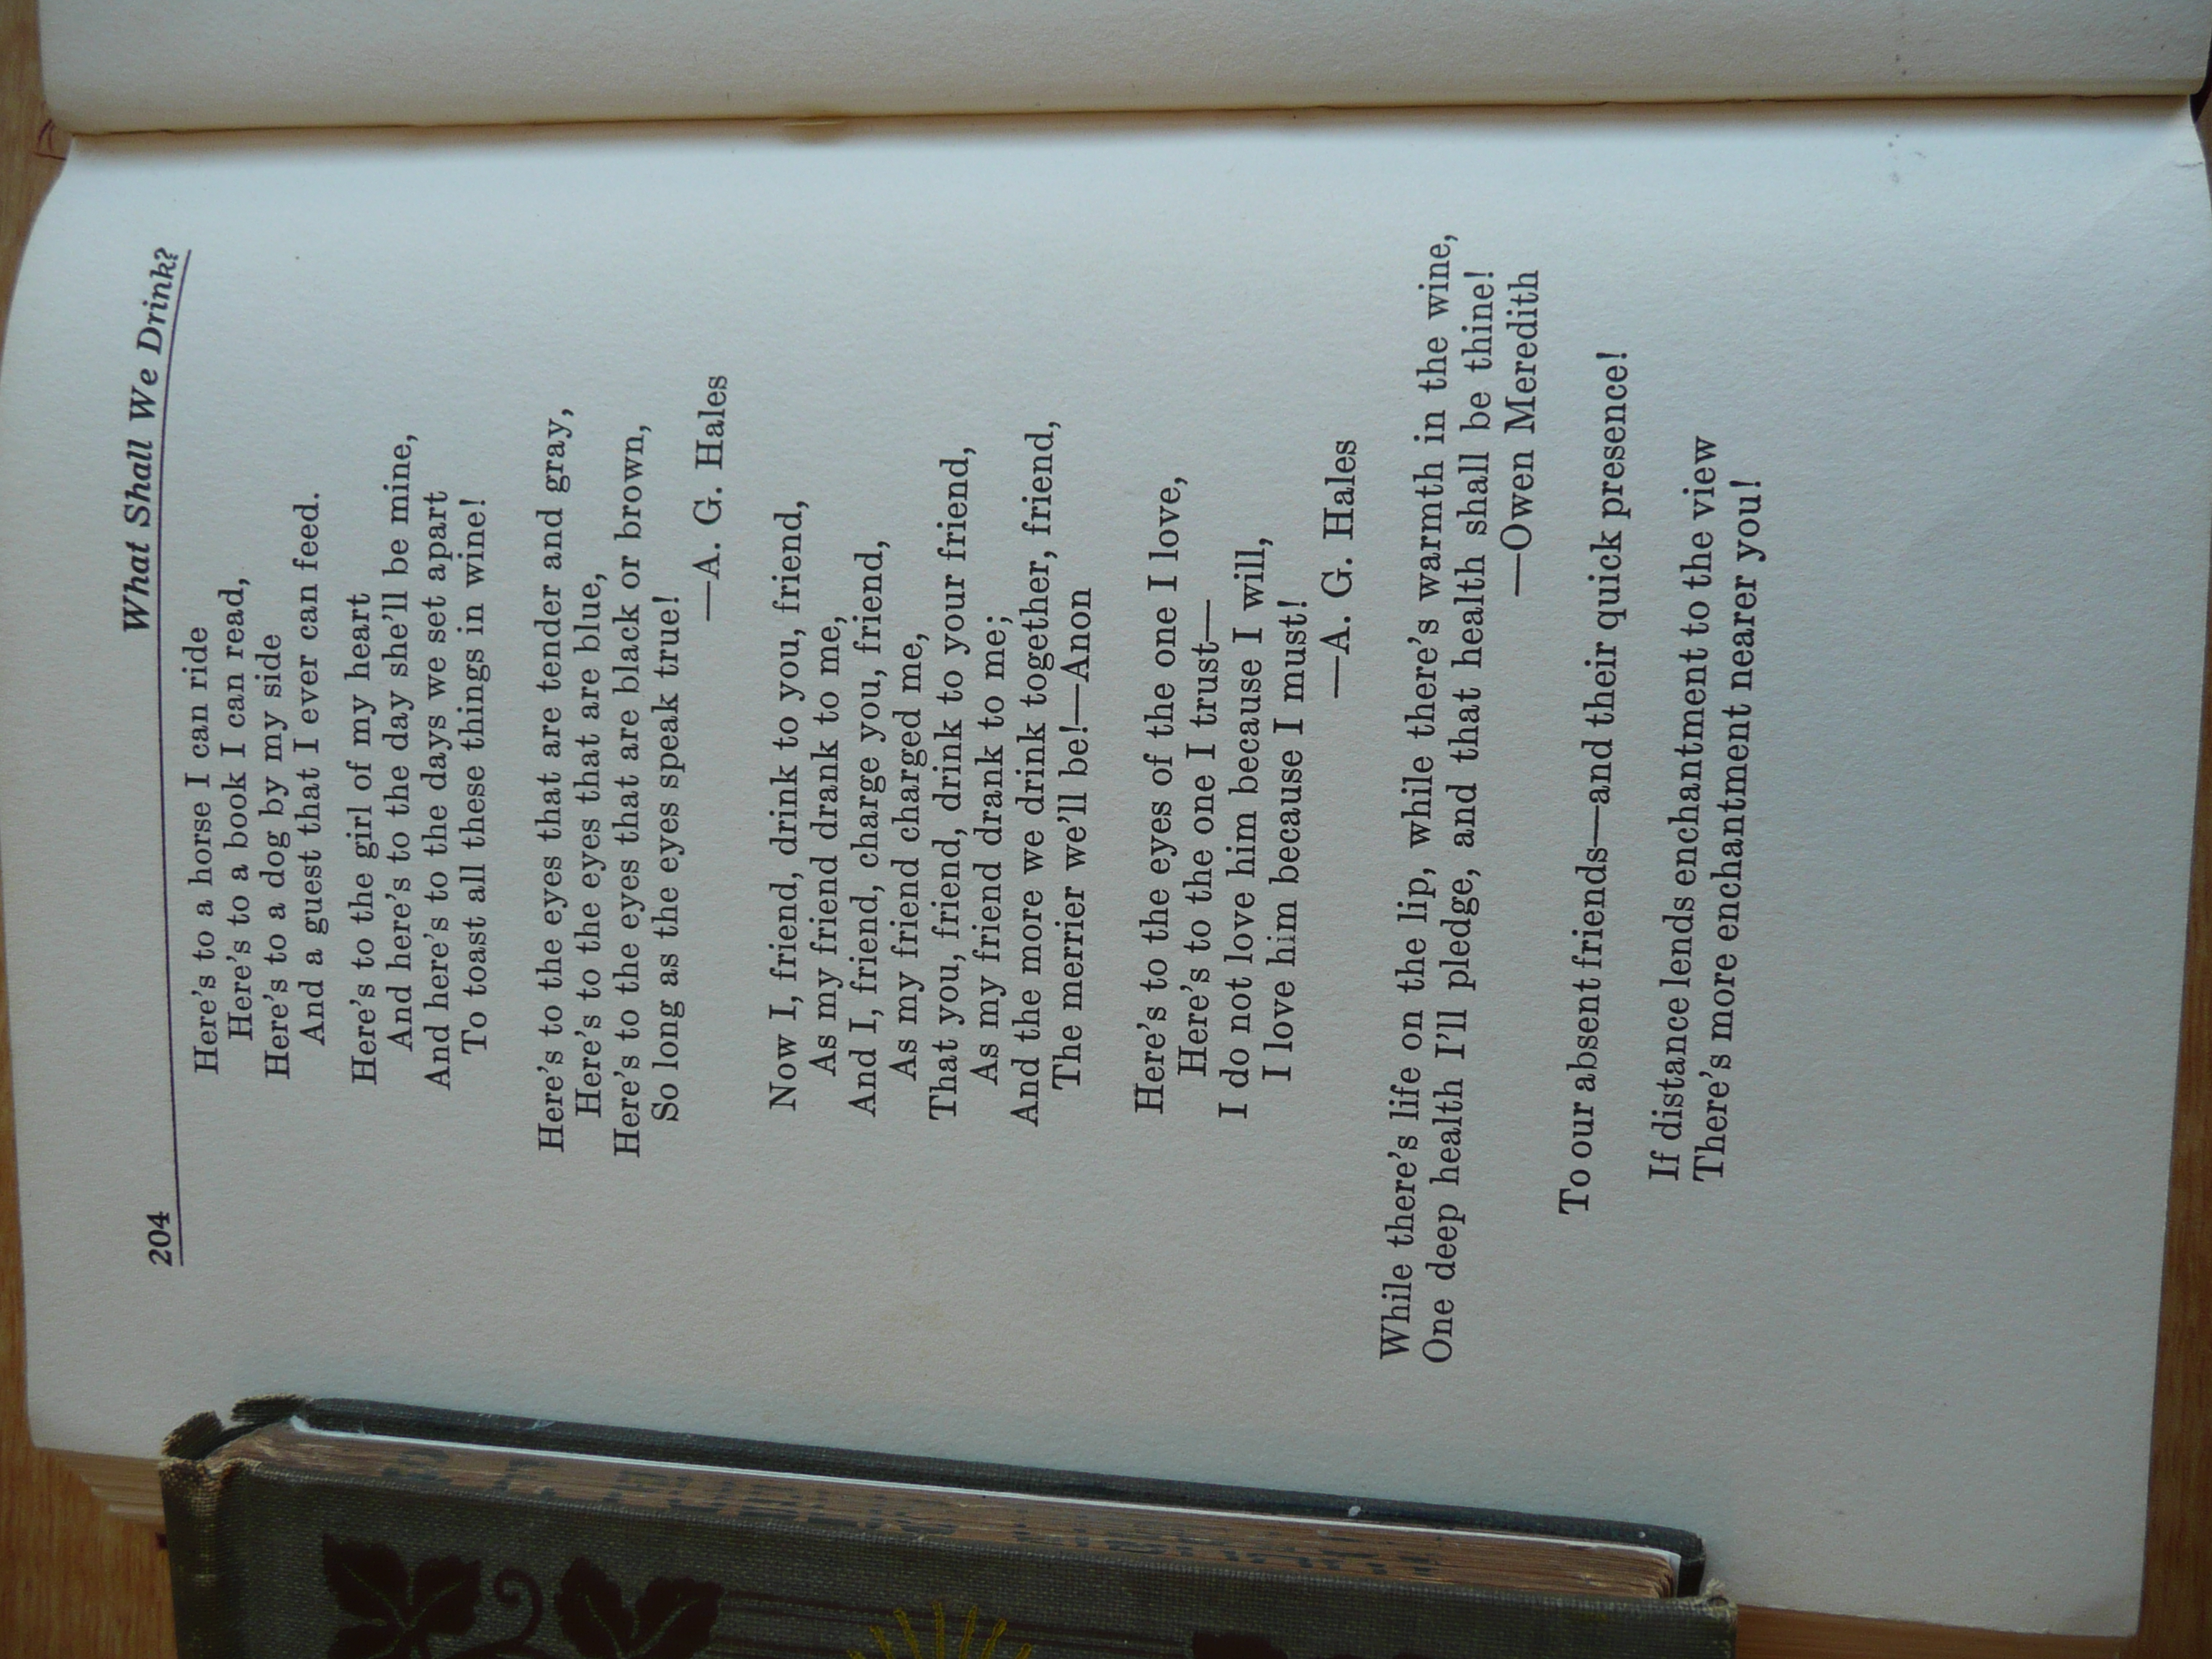 204 What Shall We Drink?
Here's to a horse I can ride
Here's to a book I can read,
Here's to a dog by my side
And a guest that I ever can feed.
Here's to the girl of my heart
And here's to the day she'll be mine,
And here's to the days we set apart
To toast all these things in wine!
Here's to the eyes that are tender and gray,
Here's to the eyes that are blue,
Here's to the eyes that are black or brown,
So long as the eyes speak true!
—A. G. Hales
Now I, friend, drink to you, friend,
As my friend drank to me,
And I, friend, charge you, friend,
As my friend charged me,
That you, friend, drink to your friend,
As my friend drank to me;
And the more we drink together, friend,
The merrier we'll be!—Anon
Here's to the eyes of the one I love,
Here's to the one I trust—
I do not love him because I will,
I love him because I must!
—A. G. Hales
While there's life on the lip, while there's warmth in the wine,
One deep health I'll pledge, and that health shall be thine!
—Owen Meredith
To our absent friends—and their quick presence!
If distance lends enchantment to the view
There's more enchantment nearer you!